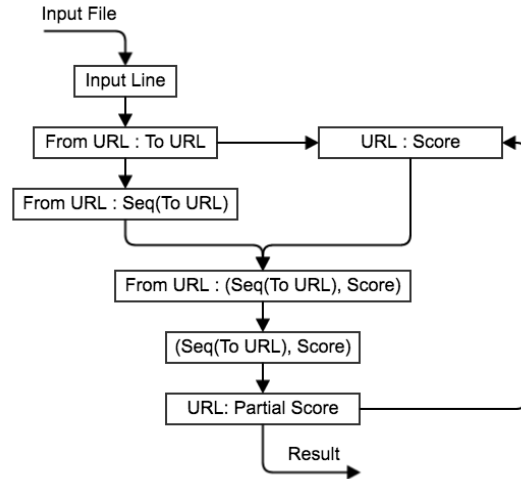 Input File
Input Line
From URL : To URL
URL : Score
From URL : Seq(To URL)
From URL : (Seq(To URL), Score)
(Seq(To URL), Score)
URL: Partial Score
Result